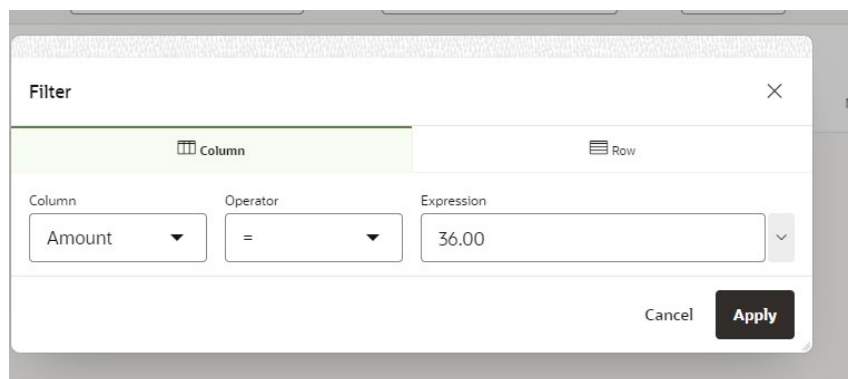 Filter
Column Row
Column Operator Expression
Amount = 36.00
Cancel Apply